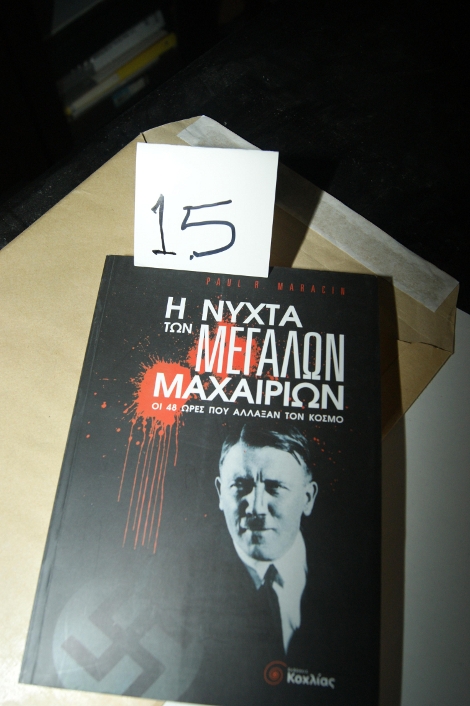 15
PAUL R MARACIN
Η ΝΥΧΤΑ
ΤΩΝ ΜΕΓΑΛΩΝ
ΜΑΧΑΙΡΙΩΝ
ΟΙ 48 ΩΡΕΣ ΠΟΥ ΑΛΛΑΞΑΝ ΤΟΝ ΚΟΣΜΟ
Κοχλίας